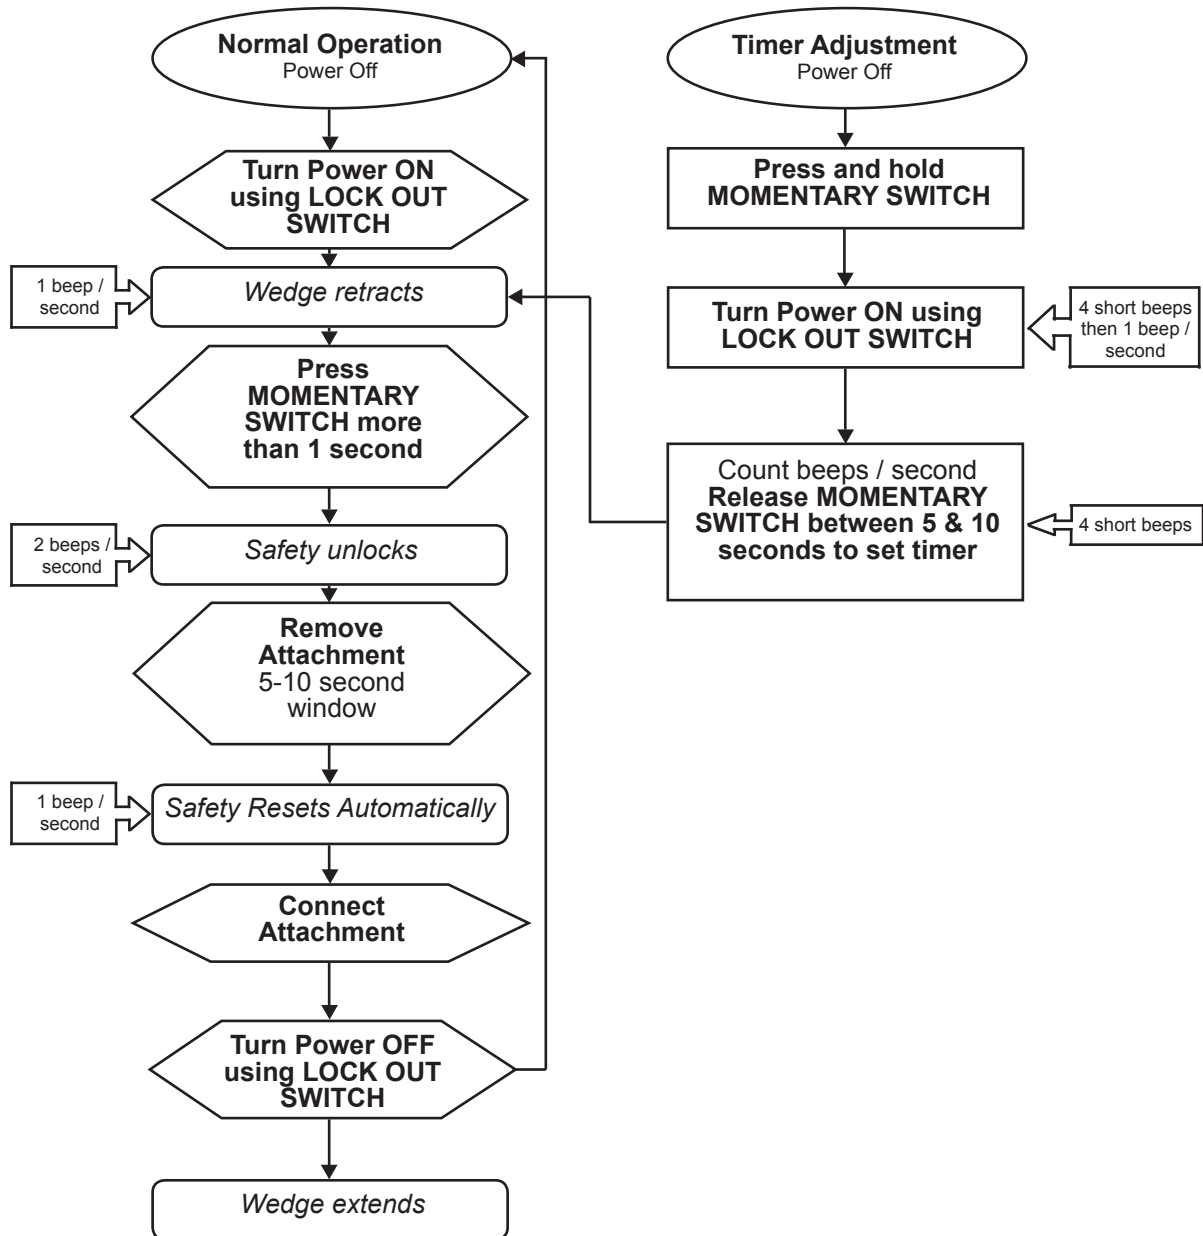 Normal Operation
Power Off
Turn Power ON
using LOCK OUT
SWITCH
1 beep /
second
Wedge retracts
Press
MOMENTARY
SWITCH more
than 1 second
2 beeps /
second
Safety unlocks
Remove
Attachment
5-10 second
window
1 beep /
second
Safety Resets Automatically
Connect
Attachment
Turn Power OFF
using LOCK OUT
SWITCH
Wedge extends
Timer Adjustment
Power Off
Press and hold
MOMENTARY SWITCH
Turn Power ON using
LOCK OUT SWITCH
4 short beeps
then 1 beep /
second
Count beeps / second
Release MOMENTARY
SWITCH between 5 & 10
seconds to set timer
4 short beeps